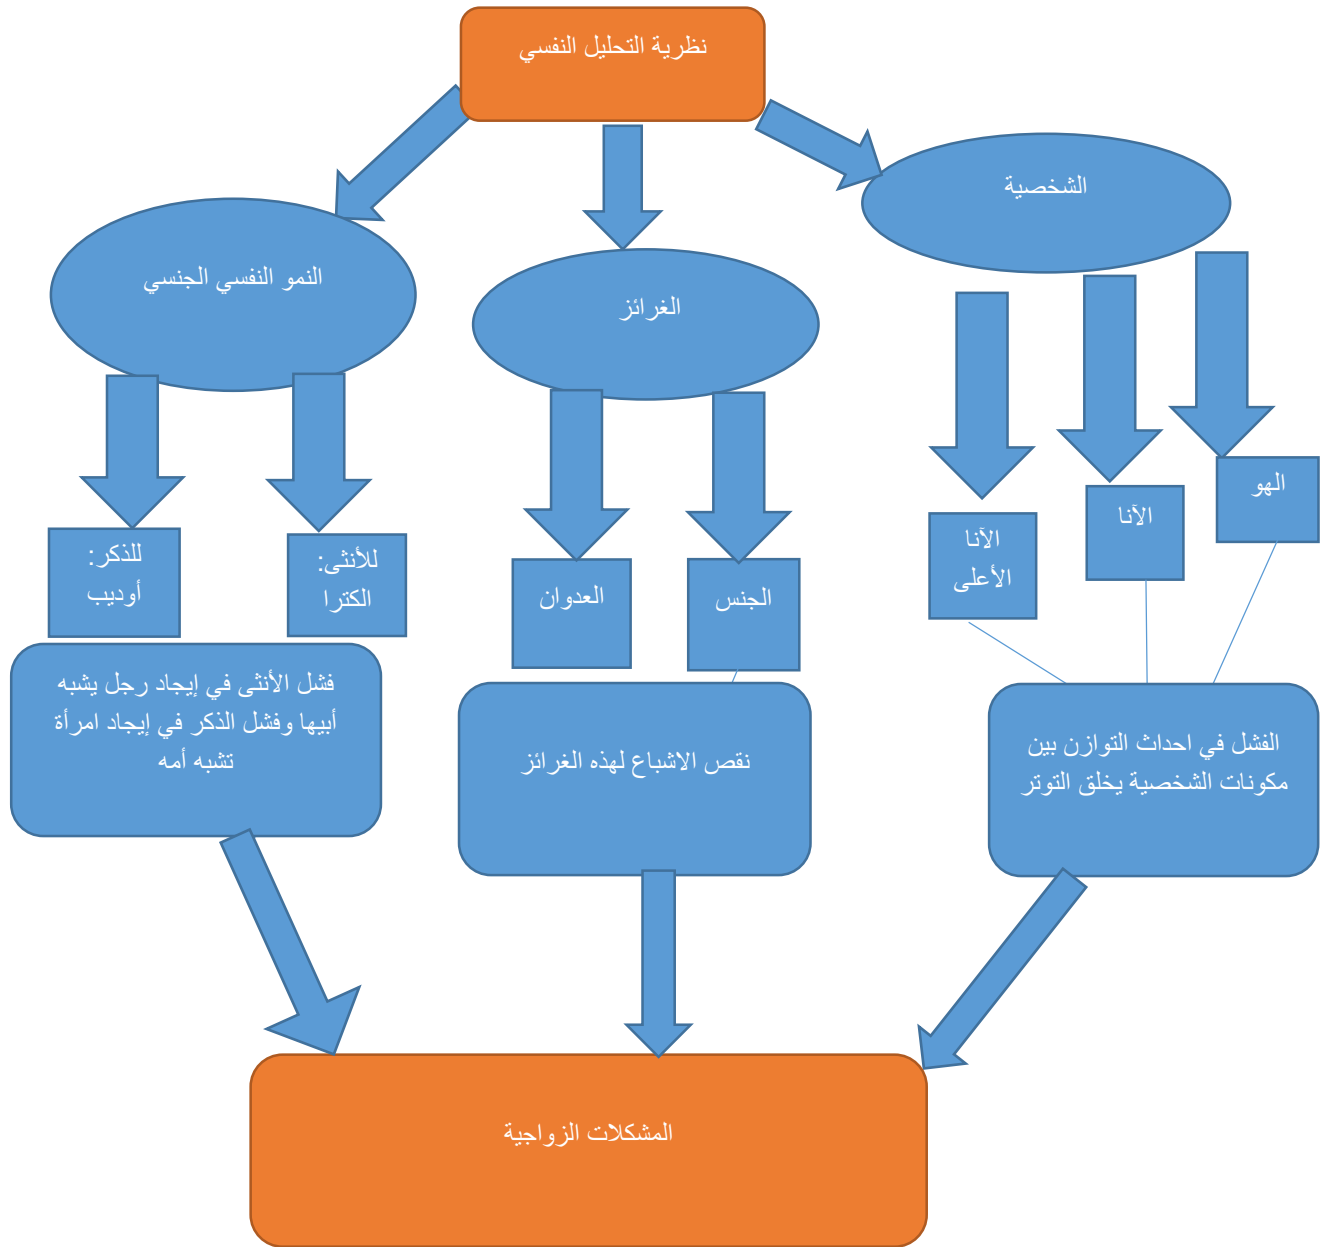 نظرية التحليل النفسي
الشخصية
الغرائز
النمو النفسي الجنسي
الهو
الآنا
الآنا
الأعلى
الجنس
العدوان
للأنثى:
الكترا
للذكر:
أوديب
الفشل في احداث التوازن بين
مكونات الشخصية يخلق التوتر
نقص الاشباع لهذه الغرائز
فشل الأنثى في إيجاد رجل يشبه
أبيها وفشل الذكر في إيجاد امرأة
تشبه أمه
المشكلات الزواجية